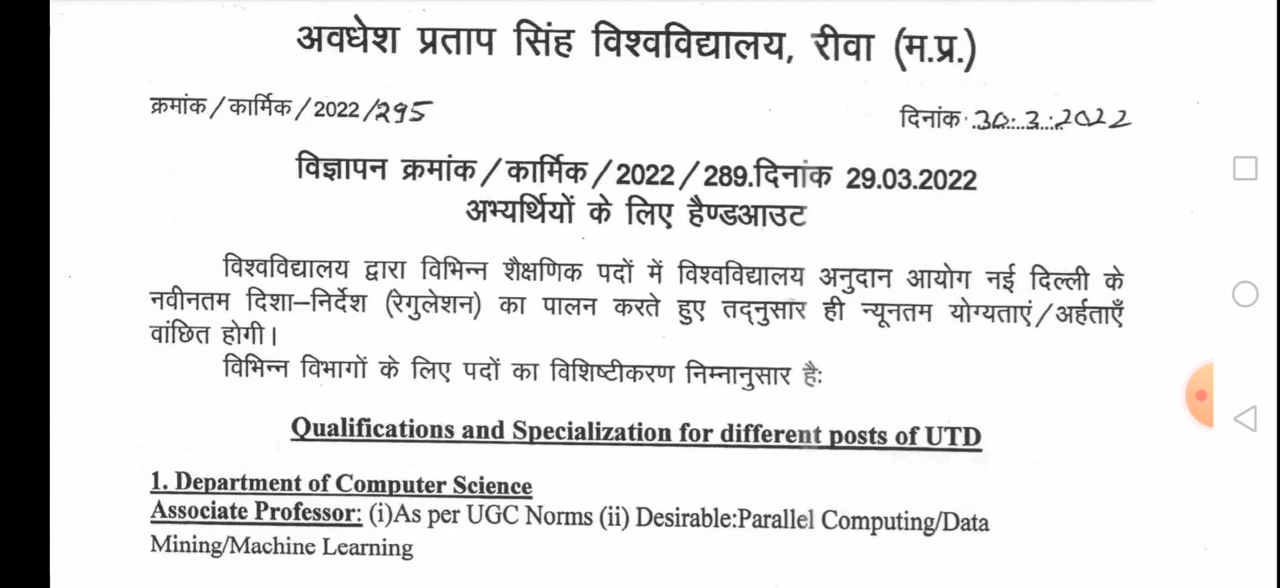 अवधेश प्रताप सिंह विश्वविद्यालय, रीवा (म.प्र.)
क्रमांक/कार्मिक/2022/295
दिनांक 30.3.2022
विज्ञापन क्रमांक/कार्मिक/2022/289.दिनांक 29.03.2022
अभ्यर्थियों के लिए हैण्डआउट
विश्वविद्यालय द्वारा विभिन्न शैक्षणिक पदों में विश्वविद्यालय अनुदान आयोग नई दिल्ली के
नवीनतम दिशा–निर्देश (रेगुलेशन) का पालन करते हुए तद्नुसार ही न्यूनतम योग्यताएं/अर्हताएँ
वांछित होगी।
विभिन्न विभागों के लिए पदों का विशिष्टीकरण निम्नानुसार है:
Qualifications and Specialization for different posts of UTD
1. Department of Computer Science
Associate Professor: (i)As per UGC Norms (ii) Desirable:Parallel Computing/Data
Mining/Machine Learning